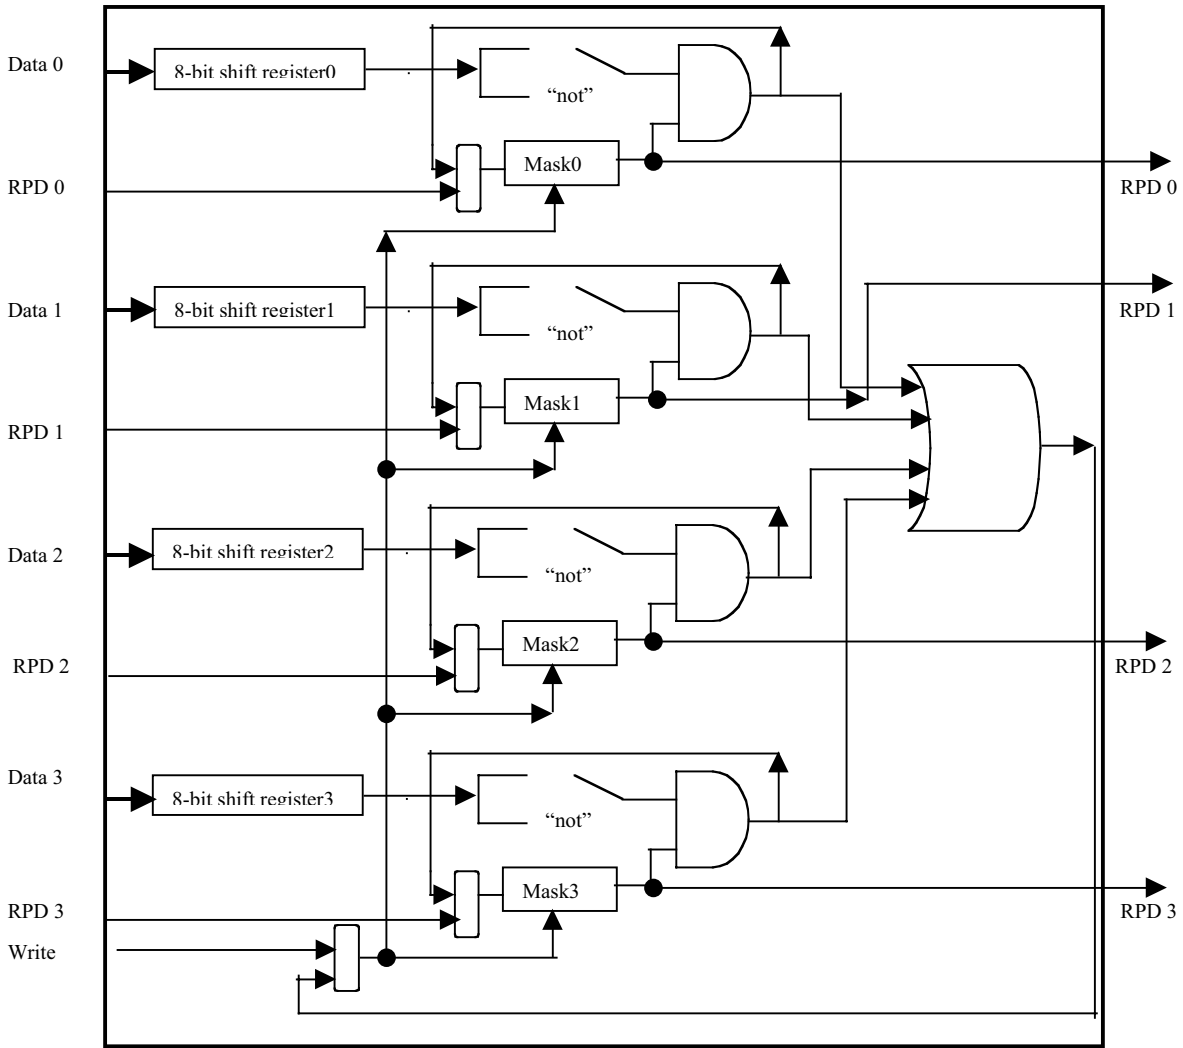 Data 0
8-bit shift register0
“not”
Mask0
RPD 0
RPD 0
Data 1
8-bit shift register1
“not”
RPD 1
Mask1
RPD 1
Data 2
8-bit shift register2
“not”
Mask2
RPD 2
RPD 2
Data 3
8-bit shift register3
“not”
Mask3
RPD 3
RPD 3
Write